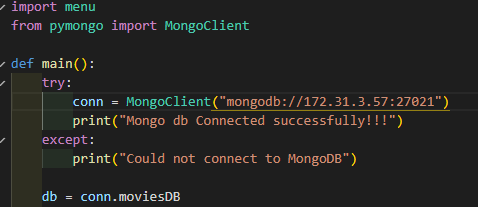 import menu
from pymongo import MongoClient
def main():
try:
conn = MongoClient("mongodb://172.31.3.57:27021")
print("Mongo db Connected successfully!!!")
except:
print("Could not connect to MongoDB")
db = conn.moviesDB